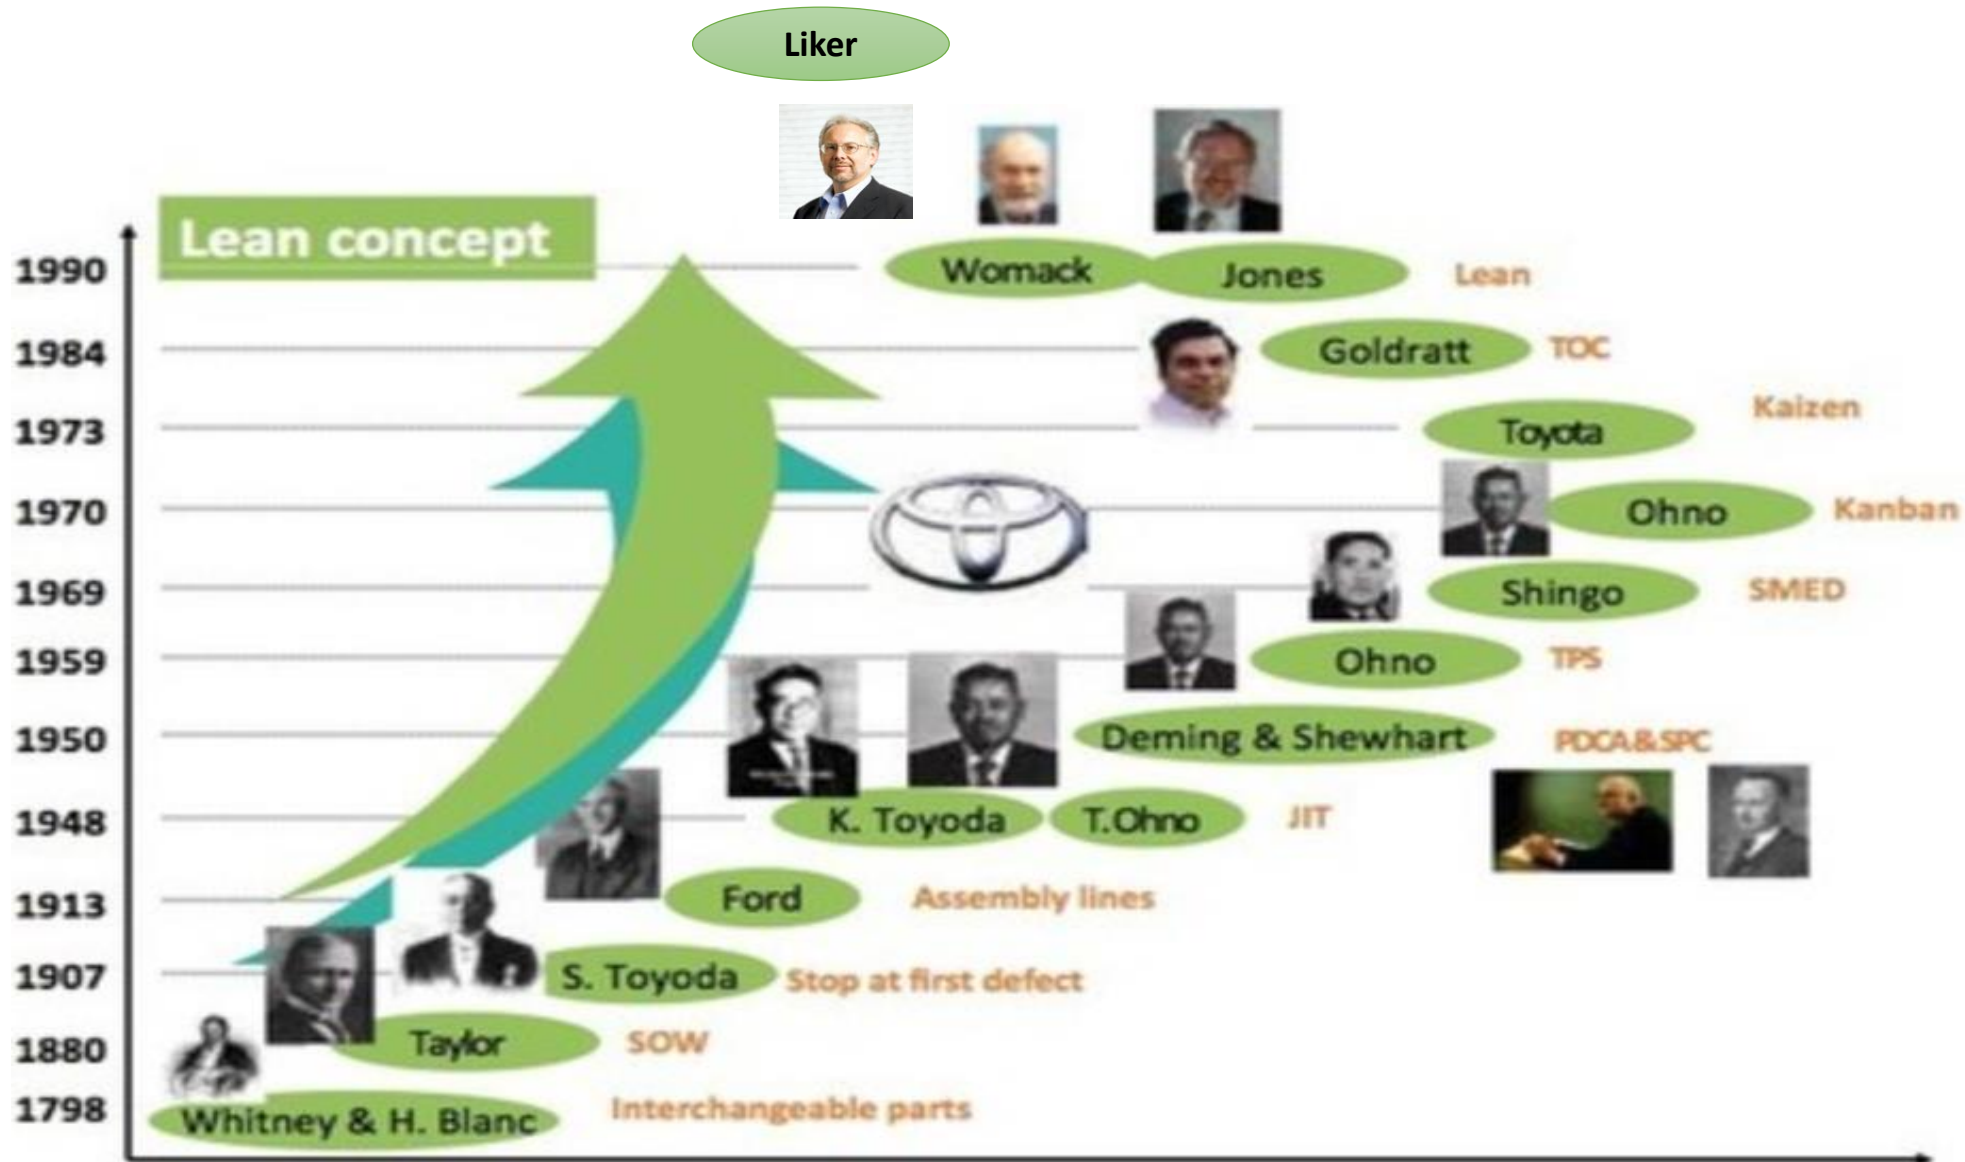 Liker
Lean concept
1990 Womack Jones Lean
1984 Goldratt TOC
Kaizen
1973 Toyota
1970 Ohno Kanban
1969 Shingo SMED
1959 Ohno TPS
1950 Deming & Shewhart PDCA&SPC
1948 K. Toyoda T.Ohno JIT
1913 Ford Assembly lines
1907 S. Toyoda Stop at first defect
1880 Taylor SOW
1798 Whitney & H. Blanc Interchangeable parts